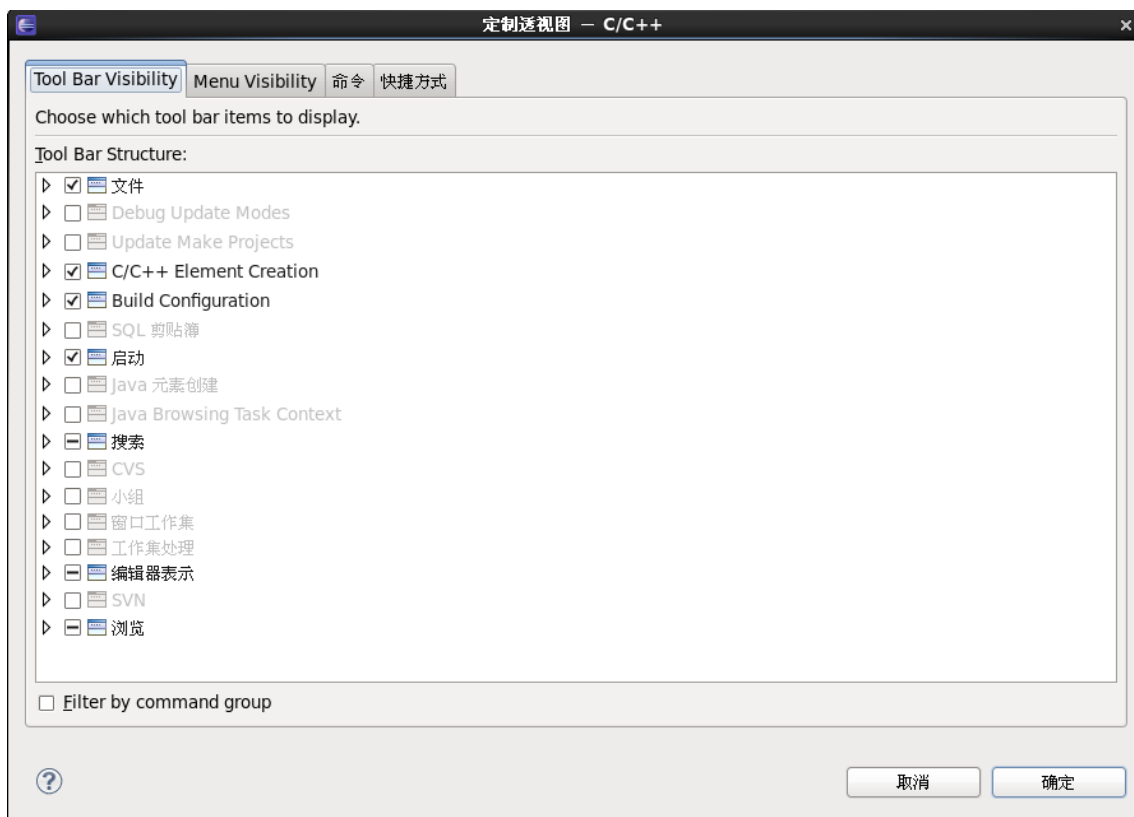 定制透视图 — C/C++
Tool Bar Visibility Menu Visibility 命令 快捷方式
Choose which tool bar items to display.
Tool Bar Structure:
文件
Debug Update Modes
Update Make Projects
C/C++ Element Creation
Build Configuration
SQL 剪贴簿
启动
Java 元素创建
Java Browsing Task Context
搜索
CVS
小组
窗口工作集
工作集处理
编辑器表示
SVN
浏览
Filter by command group
取消 确定